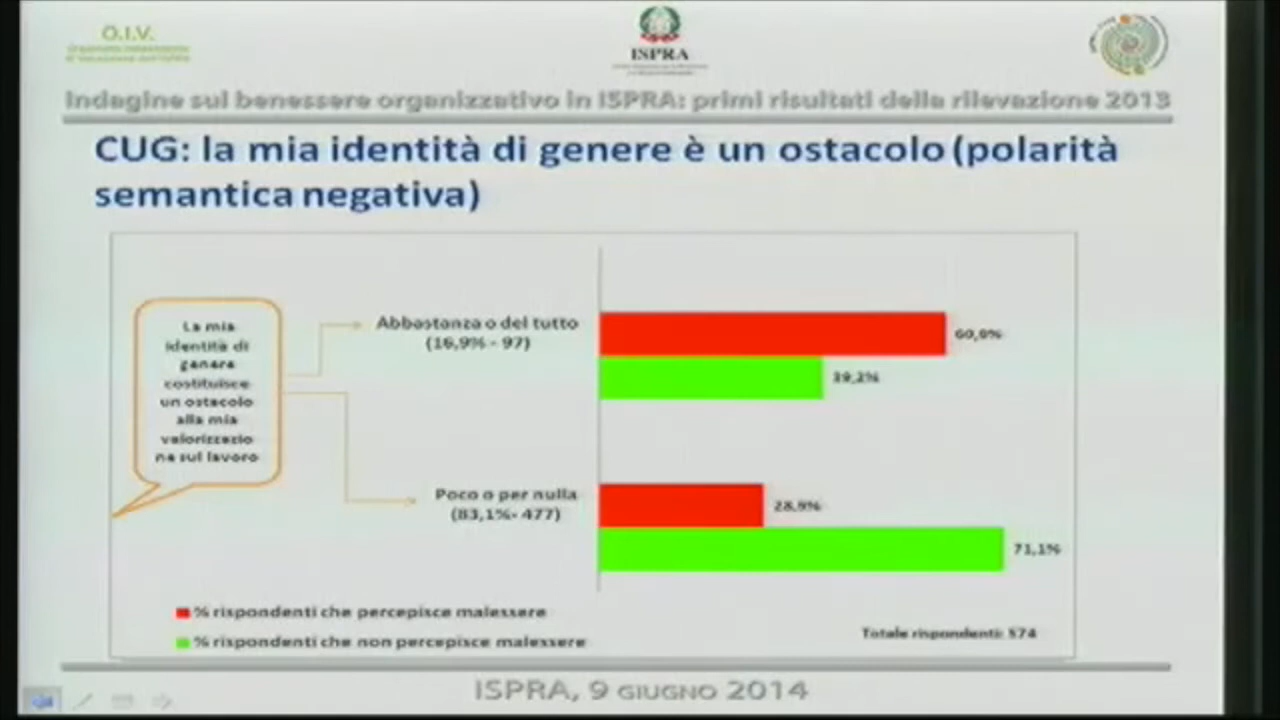 O.I.V.
ISPRA
Indagine sul benessere organizzativo in ISPRA: primi risultati della rilevazione 2013
CUG: la mia identità di genere è un ostacolo (polarità
semantica negativa)
La mia
identità di
genere
costituisce
un ostacolo
alla mia
valorizzazio
ne sul lavoro
Abbastanza o del tutto
(16,9% - 97)
60,8%
39,2%
Poco o per nulla
(83,1%- 477)
28,9%
71,1%
% rispondenti che percepisce malessere
% rispondenti che non percepisce malessere
Totale rispondenti: 574
ISPRA, 9 GIUGNO 2014